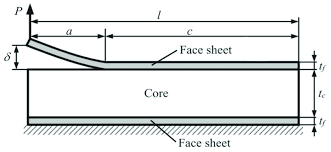 P
l
a
c
δ
Face sheet
t_f
Core
t_c
t_f
Face sheet